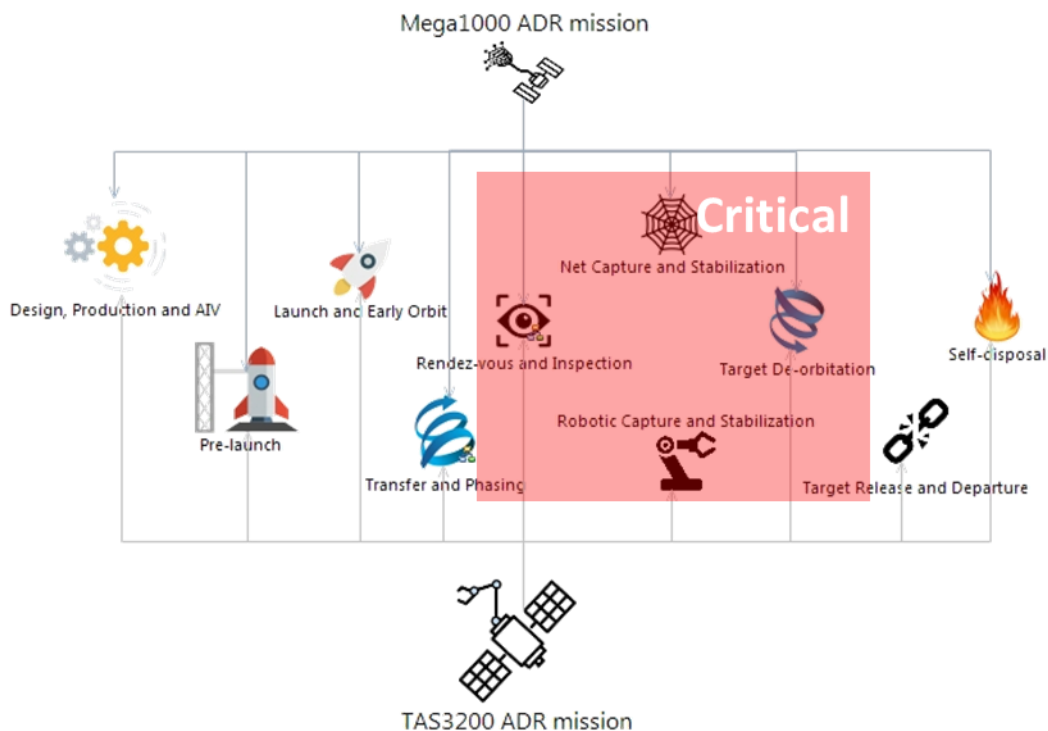 Mega1000 ADR mission
Critical
Net Capture and Stabilization
Design, Production and AIV
Launch and Early Orbit
Rendez-vous and Inspection
Target De-orbitation
Self-disposal
Pre-launch
Robotic Capture and Stabilization
Transfer and Phasing
Target Release and Departure
TAS3200 ADR mission